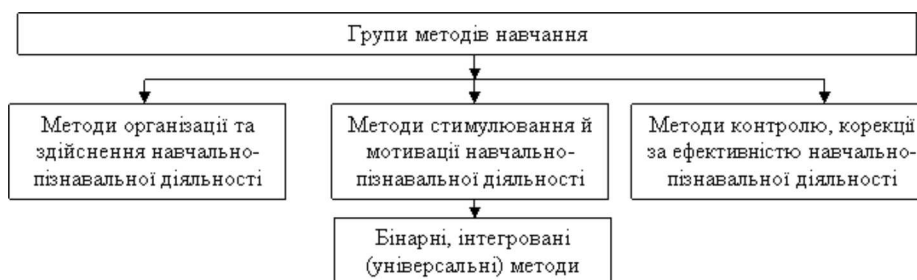 Групи методів навчання
Методи організації та
здійснення навчально-
пізнавальної діяльності
Методи стимулювання й
мотивації навчально-
пізнавальної діяльності
Методи контролю, корекції
за ефективністю навчально-
пізнавальної діяльності
Бінарні, інтегровані
(універсальні) методи